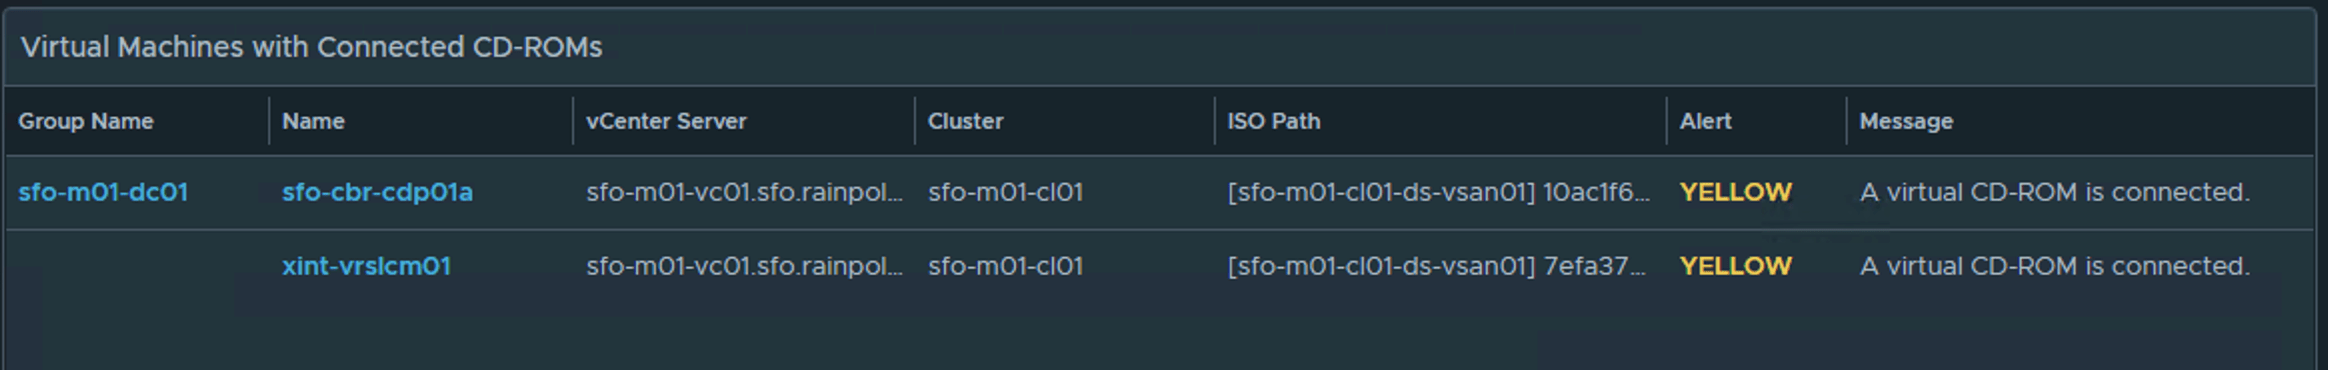 Virtual Machines with Connected CD-ROMs
Group Name Name vCenter Server Cluster ISO Path Alert Message
sfo-m01-dc01 sfo-cbr-cdp01a sfo-m01-vc01.sfo.rainpol... sfo-m01-cl01 [sfo-m01-cl01-ds-vsan01] 10ac1f6... YELLOW A virtual CD-ROM is connected.
xint-vrslcm01 sfo-m01-vc01.sfo.rainpol... sfo-m01-cl01 [sfo-m01-cl01-ds-vsan01] 7efa37... YELLOW A virtual CD-ROM is connected.